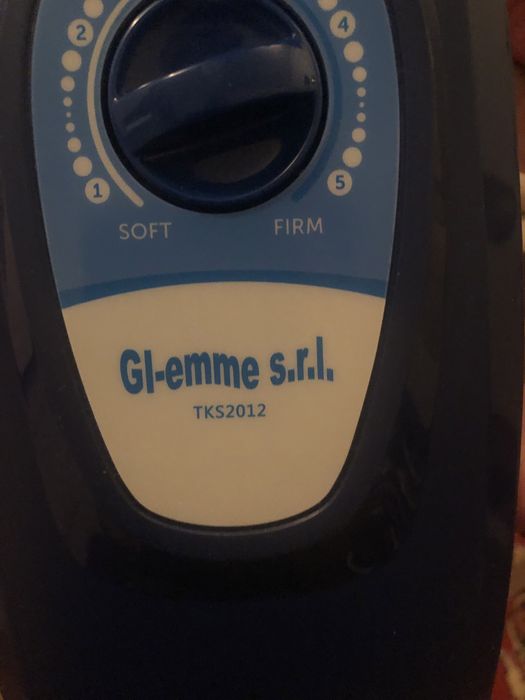 2 4
1 5
SOFT FIRM
GI-emme s.r.l.
TKS2012